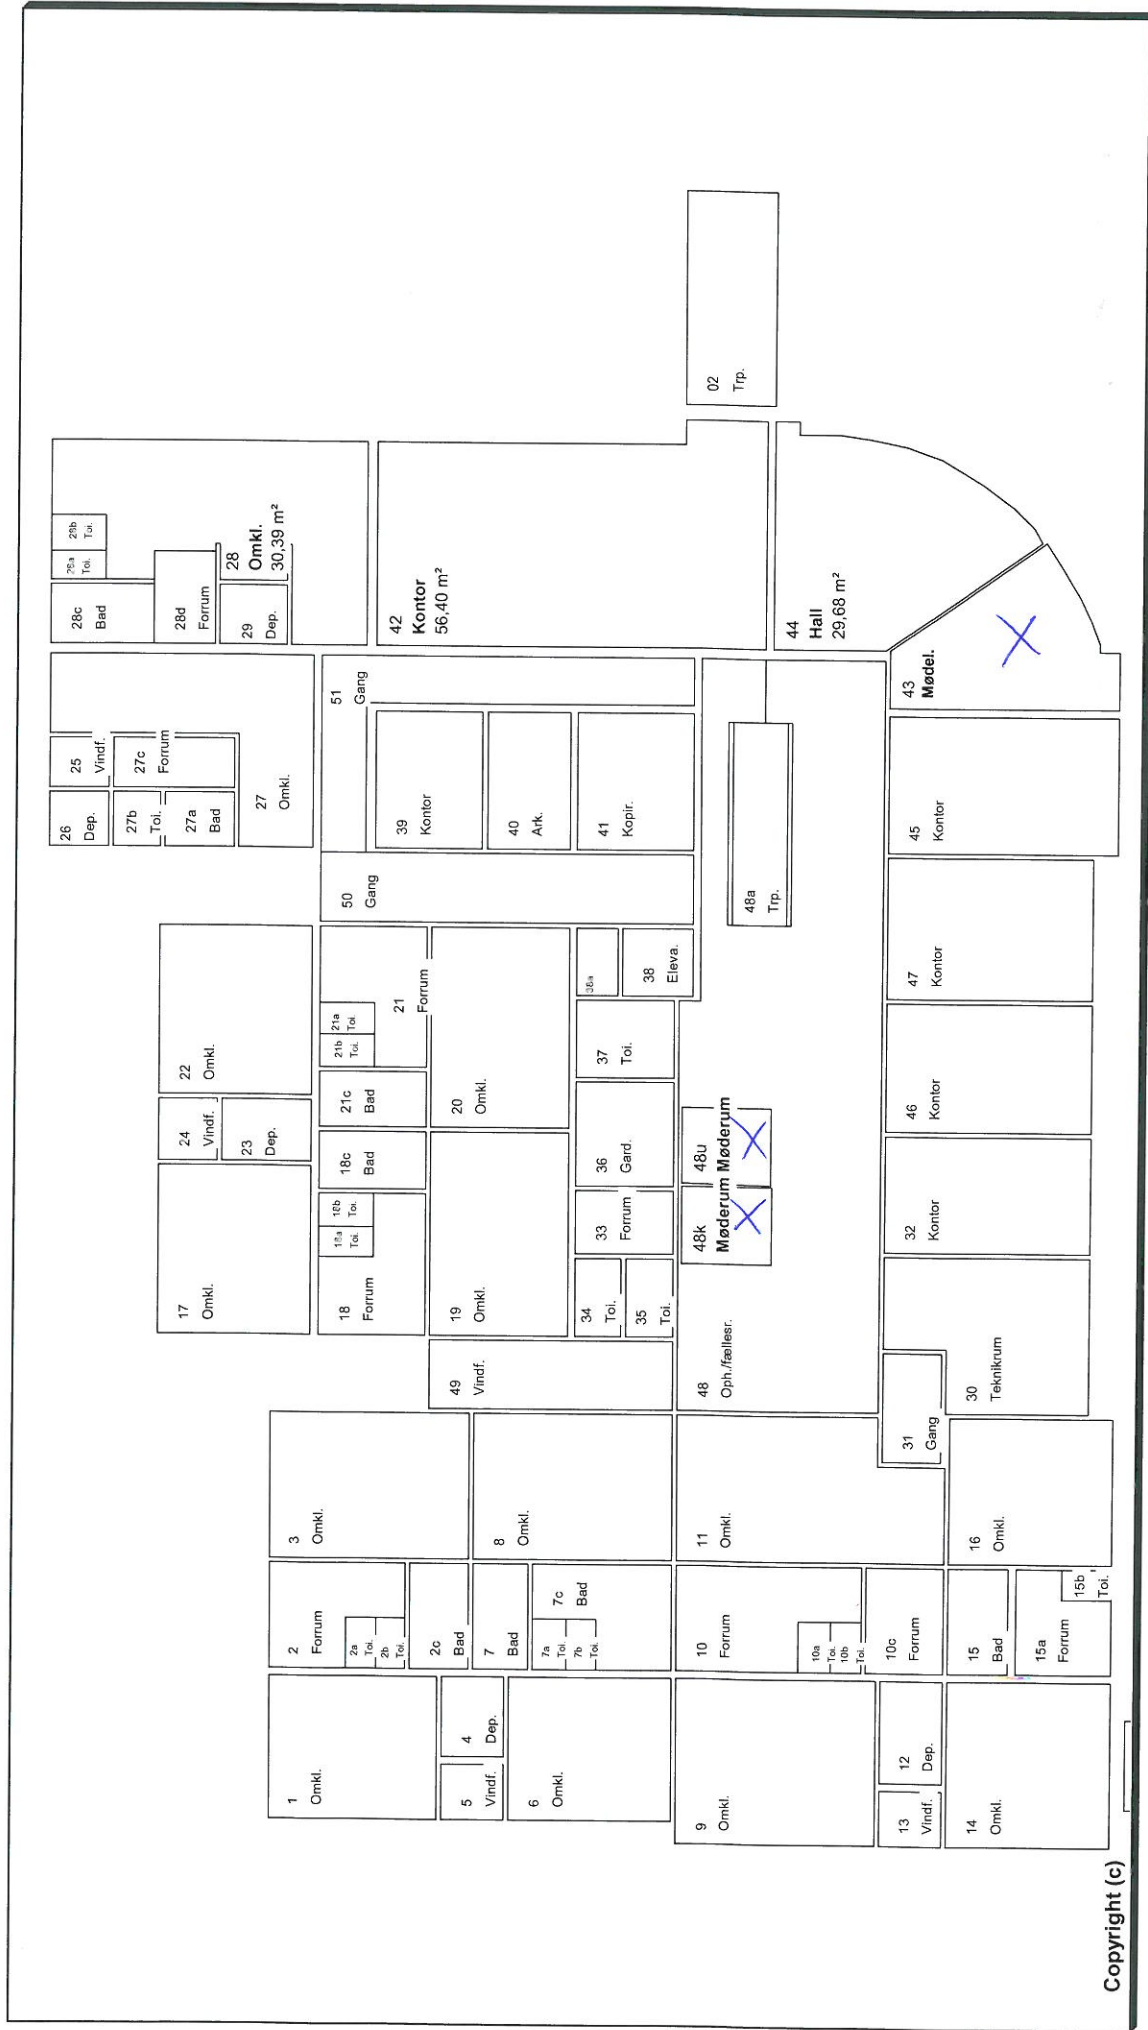 26
Dep.
25
Vindf.
27b
Toi.
27a
Bad
27c
Forrum
27
Omkl.
28c
Bad
28a
Toi.
28b
Toi.
28d
Forrum
29
Dep.
28
Omkl.
30,39 m²
17
Omkl.
24
Vindf.
23
Dep.
22
Omkl.
1
Omkl.
5
Vindf.
4
Dep.
6
Omkl.
2
Forrum
2a
Toi.
2b
Toi.
2c
Bad
7
Bad
7a
Toi.
7b
Toi.
7c
Bad
3
Omkl.
8
Omkl.
18
Forrum
18a
Toi.
18b
Toi.
18c
Bad
21c
Bad
21b
Toi.
21a
Toi.
21
Forrum
49
Vindf.
19
Omkl.
20
Omkl.
34
Toi.
35
Toi.
33
Forrum
36
Gard.
37
Toi.
38
Eleva.
50
Gang
51
Gang
39
Kontor
40
Ark.
41
Kopir.
42
Kontor
56,40 m²
02
Trp.
9
Omkl.
13
Vindf.
12
Dep.
14
Omkl.
10
Forrum
10a
Toi.
10b
Toi.
10c
Forrum
15
Bad
15a
Forrum
15b
Toi.
11
Omkl.
16
Omkl.
48
Oph./fællesr.
48k
Møderum
48u
Møderum
48a
Trp.
44
Hall
29,68 m²
31
Gang
30
Teknikrum
32
Kontor
46
Kontor
47
Kontor
45
Kontor
43
Mødel.
Copyright (c)